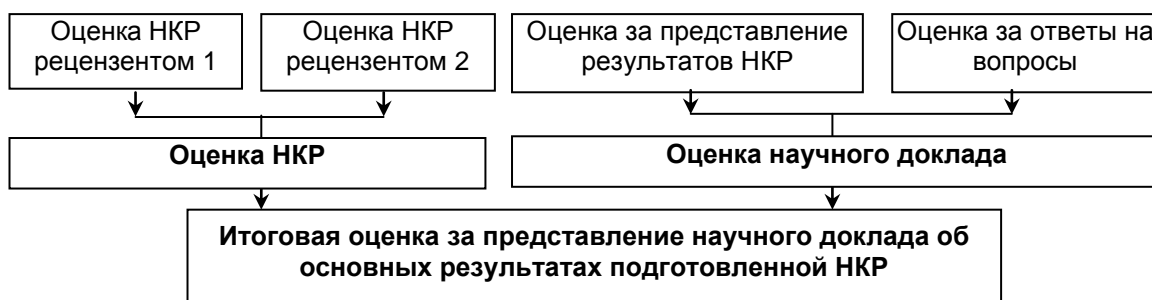 Оценка НКР
рецензентом 1
Оценка НКР
рецензентом 2
Оценка за представление
результатов НКР
Оценка за ответы на
вопросы
Оценка НКР
Оценка научного доклада
Итоговая оценка за представление научного доклада об
основных результатах подготовленной НКР